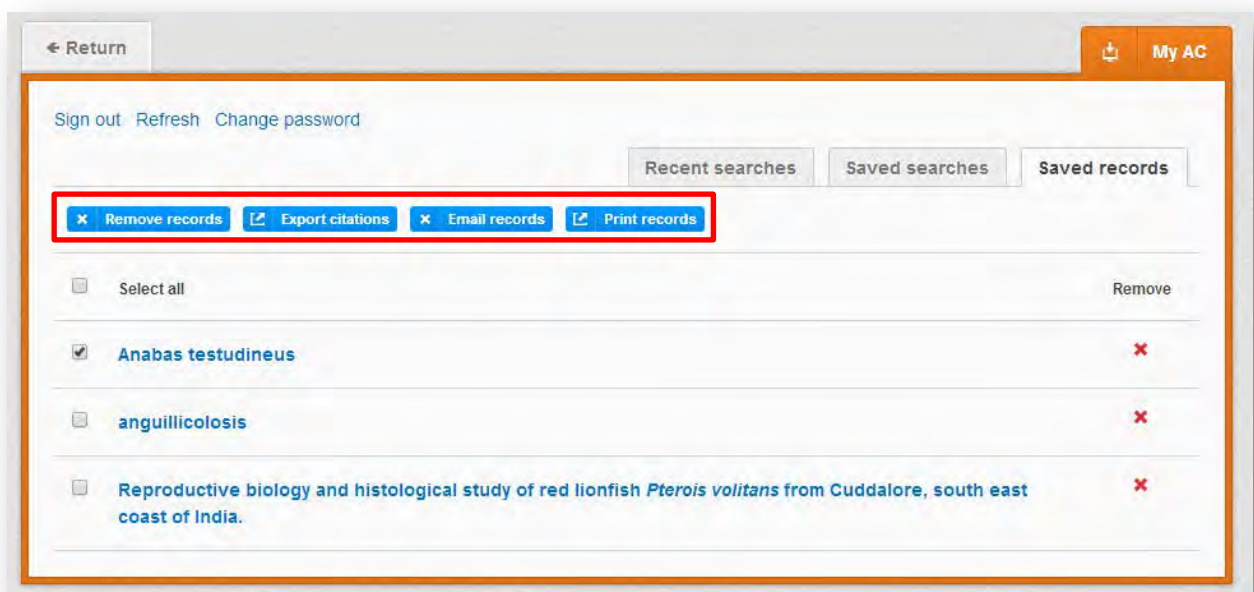 Return
My AC
Sign out Refresh Change password
Recent searches Saved searches Saved records
Remove records Export citations Email records Print records
Select all Remove
Anabas testudineus
anguillicolosis
Reproductive biology and histological study of red lionfish Pterois volitans from Cuddalore, south east
coast of India.